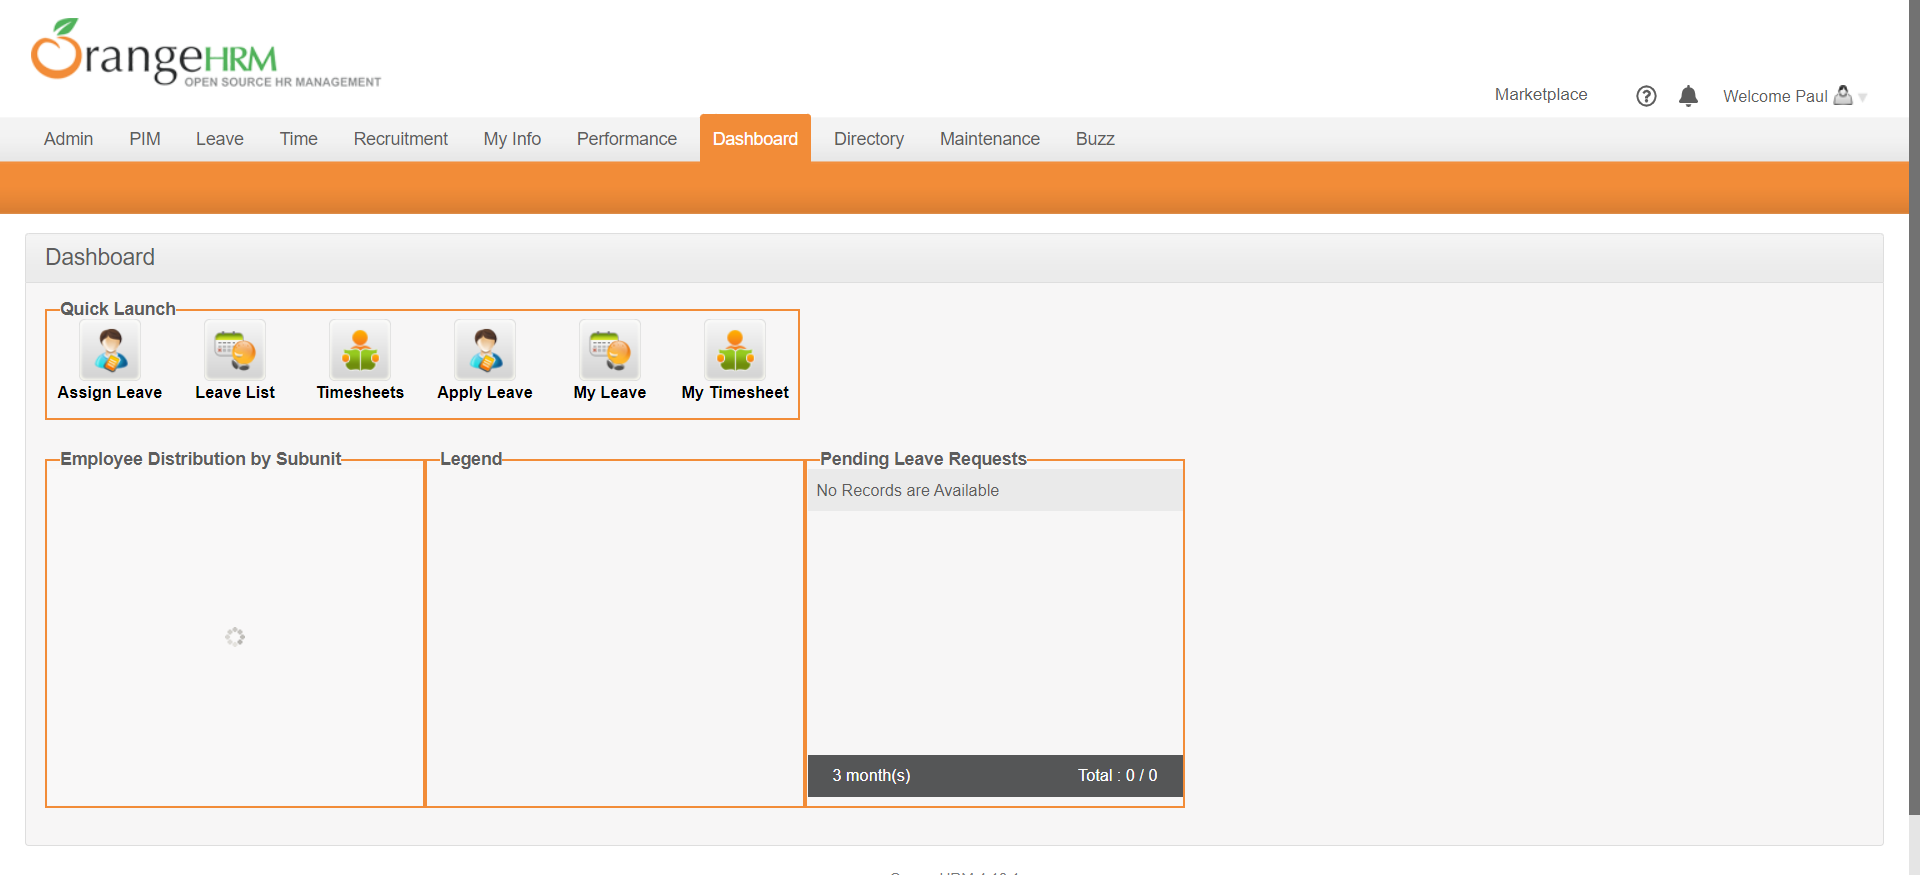 OrangeHRM
OPEN SOURCE HR MANAGEMENT
Marketplace
Welcome Paul
Admin PIM Leave Time Recruitment My Info Performance Dashboard Directory Maintenance Buzz
Dashboard
Quick Launch
Assign Leave Leave List Timesheets Apply Leave My Leave My Timesheet
Employee Distribution by Subunit Legend Pending Leave Requests
No Records are Available
3 month(s) Total : 0 / 0